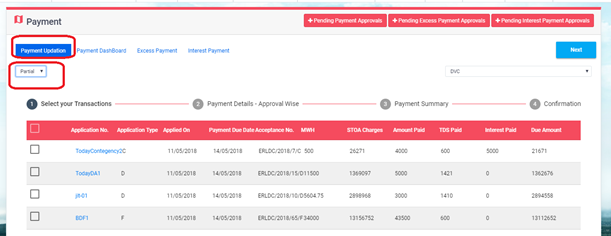 Payment
+ Pending Payment Approvals + Pending Excess Payment Approvals + Pending Interest Payment Approvals
Payment Updation Payment DashBoard Excess Payment Interest Payment Next
Partial DVC
1 Select your Transactions 2 Payment Details - Approval Wise 3 Payment Summary 4 Confirmation
Application No. Application Type Applied On Payment Due Date Acceptance No. MWH STOA Charges Amount Paid TDS Paid Interest Paid Due Amount
TodayContegency2C 11/05/2018 14/05/2018 ERLDC/2018/7/C 500 26271 4000 600 5000 21671
TodayDA1 D 11/05/2018 14/05/2018 ERLDC/2018/15/D11500 1369097 5000 1421 0 1362676
jtt-01 D 11/05/2018 14/05/2018 ERLDC/2018/10/D5604.75 2898968 3000 1410 0 2894558
BDF1 F 11/05/2018 14/05/2018 ERLDC/2018/65/F34000 13156752 43500 600 0 13112652